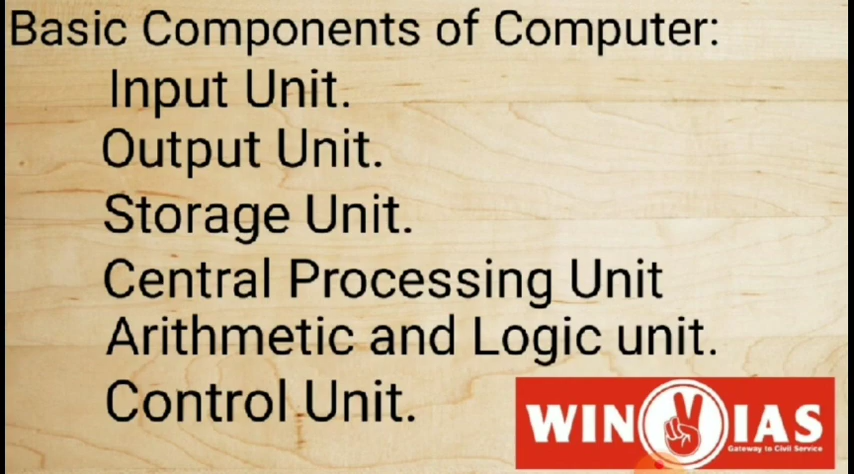 Basic Components of Computer:
Input Unit.
Output Unit.
Storage Unit.
Central Processing Unit
Arithmetic and Logic unit.
Control Unit.
WIN IAS
Gateway to Civil Service